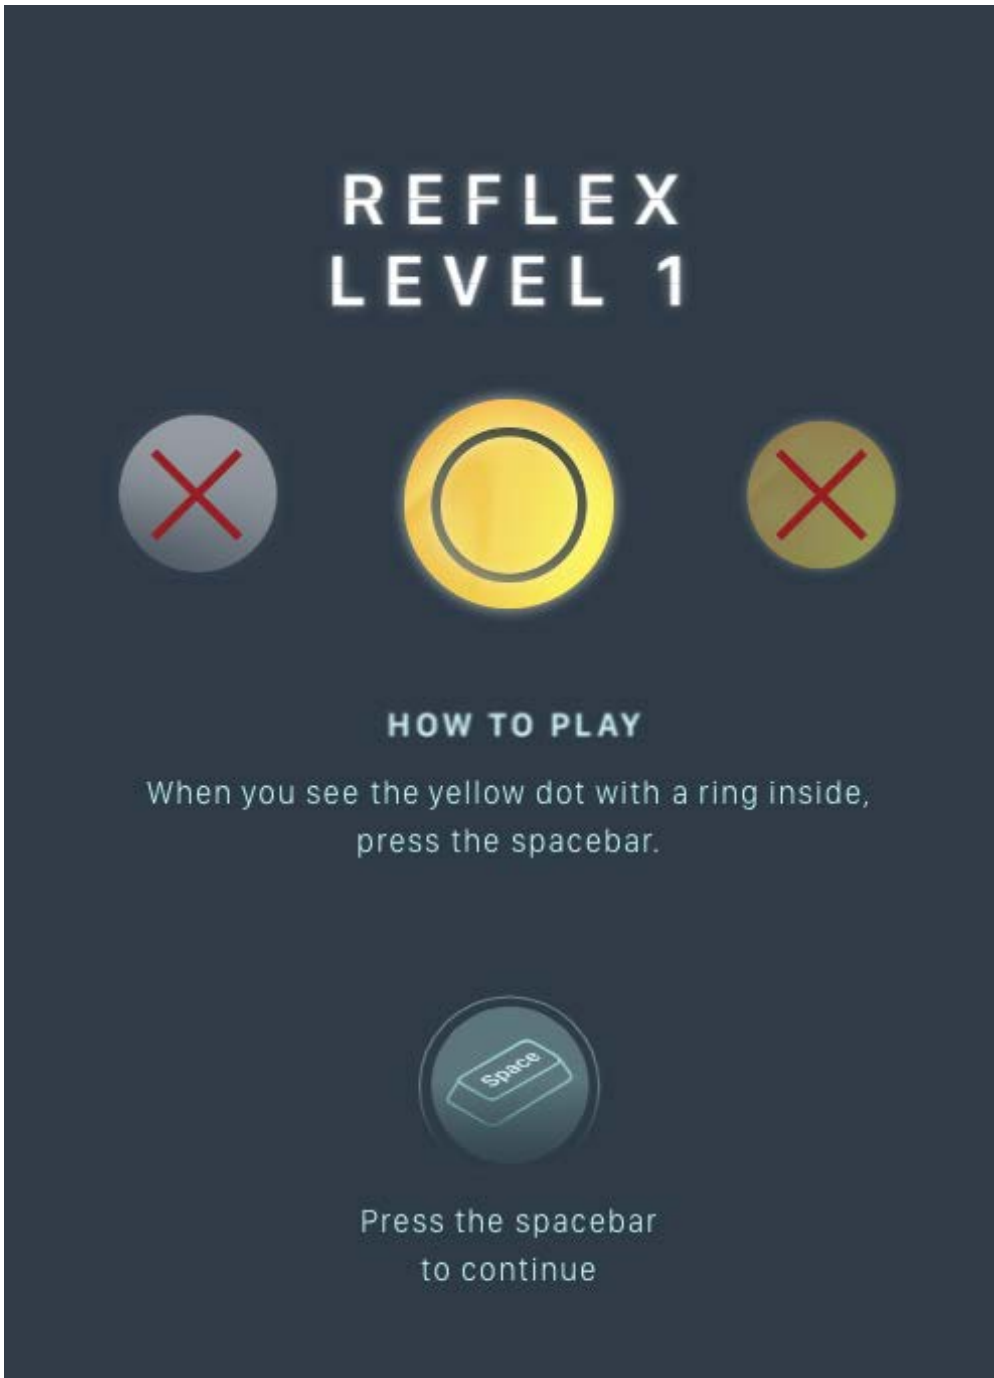 REFLEX
LEVEL 1
HOW TO PLAY
When you see the yellow dot with a ring inside,
press the spacebar.
Space
Press the spacebar
to continue